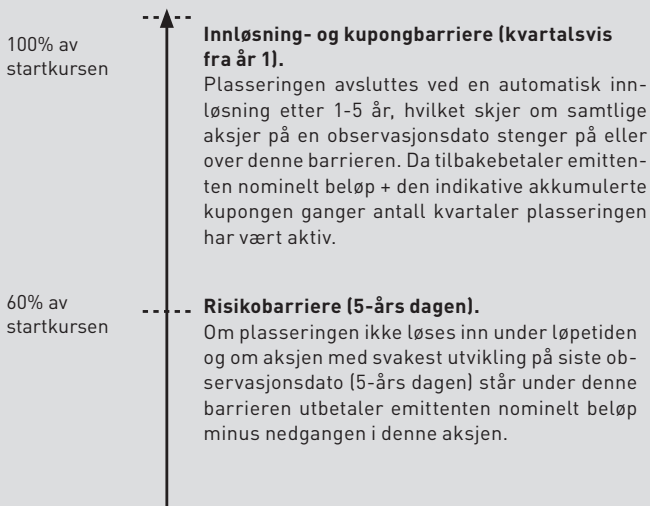 100% av
startkursen
Innløsning- og kupongbarriere (kvartalsvis
fra år 1).
Plasseringen avsluttes ved en automatisk inn-
løsning etter 1-5 år, hvilket skjer om samtlige
aksjer på en observasjonsdato stenger på eller
over denne barrieren. Da tilbakebetaler emitten-
ten nominelt beløp + den indikative akkumulerte
kupongen ganger antall kvartaler plasseringen
har vært aktiv.
60% av
startkursen
Risikobarriere (5-års dagen).
Om plasseringen ikke løses inn under løpetiden
og om aksjen med svakest utvikling på siste ob-
servasjonsdato (5-års dagen) står under denne
barrieren utbetaler emittenten nominelt beløp
minus nedgangen i denne aksjen.